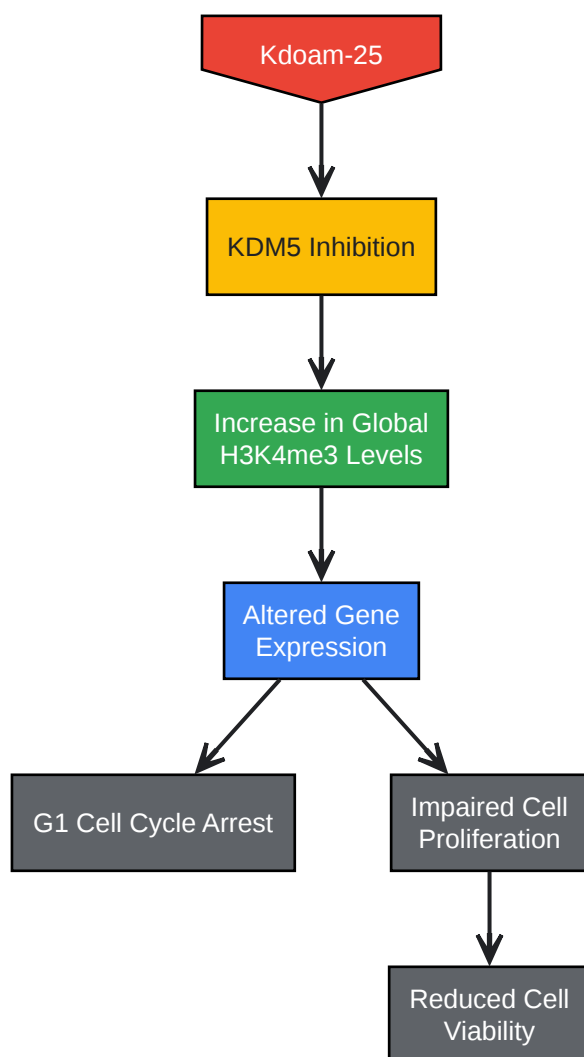 Kdoam-25
KDM5 Inhibition
Increase in Global
H3K4me3 Levels
Altered Gene
Expression
G1 Cell Cycle Arrest
Impaired Cell
Proliferation
Reduced Cell
Viability